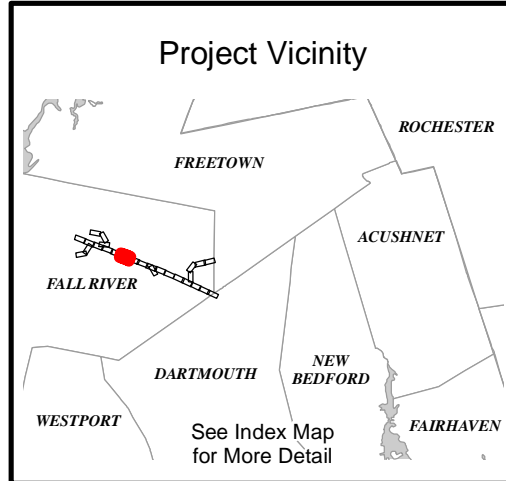 Project Vicinity
ROCHESTER
FREETOWN
ACUSHNET
FALL RIVER
DARTMOUTH
NEW
BEDFORD
WESTPORT
FAIRHAVEN
See Index Map
for More Detail